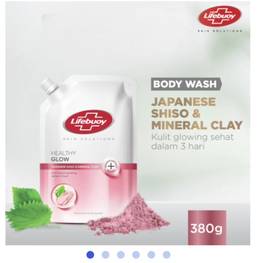 Lifebuoy
SKIN SOLUTIONS
BODY WASH
JAPANESE
SHISO &
MINERAL CLAY
Kulit glowing sehat
dalam 3 hari
Lifebuoy
SKIN SOLUTIONS
HEALTHY
GLOW
380g